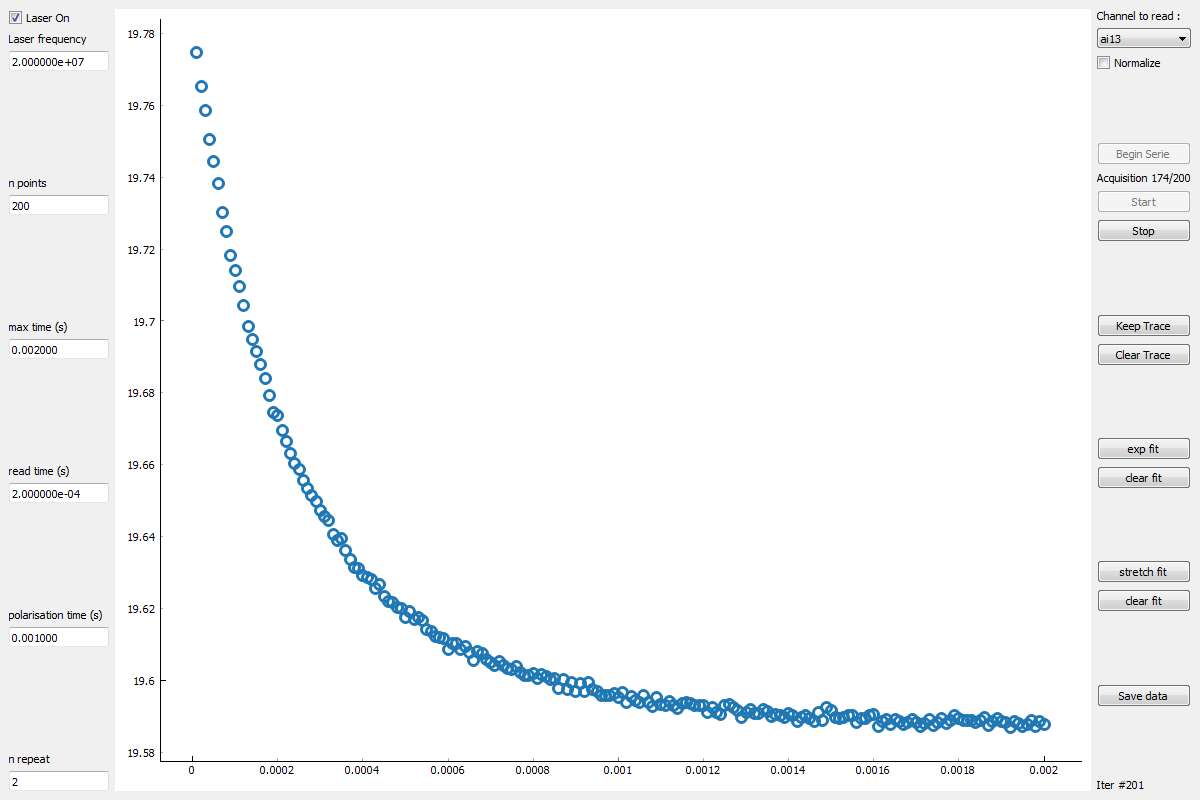 Laser On
Laser frequency
2.000000e+07
n points
200
max time (s)
0.002000
read time (s)
2.000000e-04
polarisation time (s)
0.001000
n repeat
2
19.78
19.76
19.74
19.72
19.7
19.68
19.66
19.64
19.62
19.6
19.58
0 0.0002 0.0004 0.0006 0.0008 0.001 0.0012 0.0014 0.0016 0.0018 0.002
Channel to read :
ai13
Normalize
Begin Serie
Acquisition 174/200
Start
Stop
Keep Trace
Clear Trace
exp fit
clear fit
stretch fit
clear fit
Save data
Iter #201